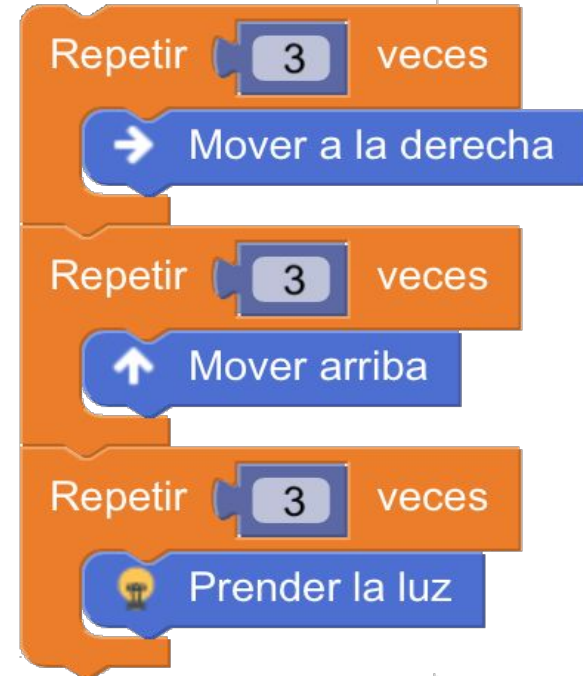 Repetir 3 veces
Mover a la derecha
Repetir 3 veces
Mover arriba
Repetir 3 veces
Prender la luz